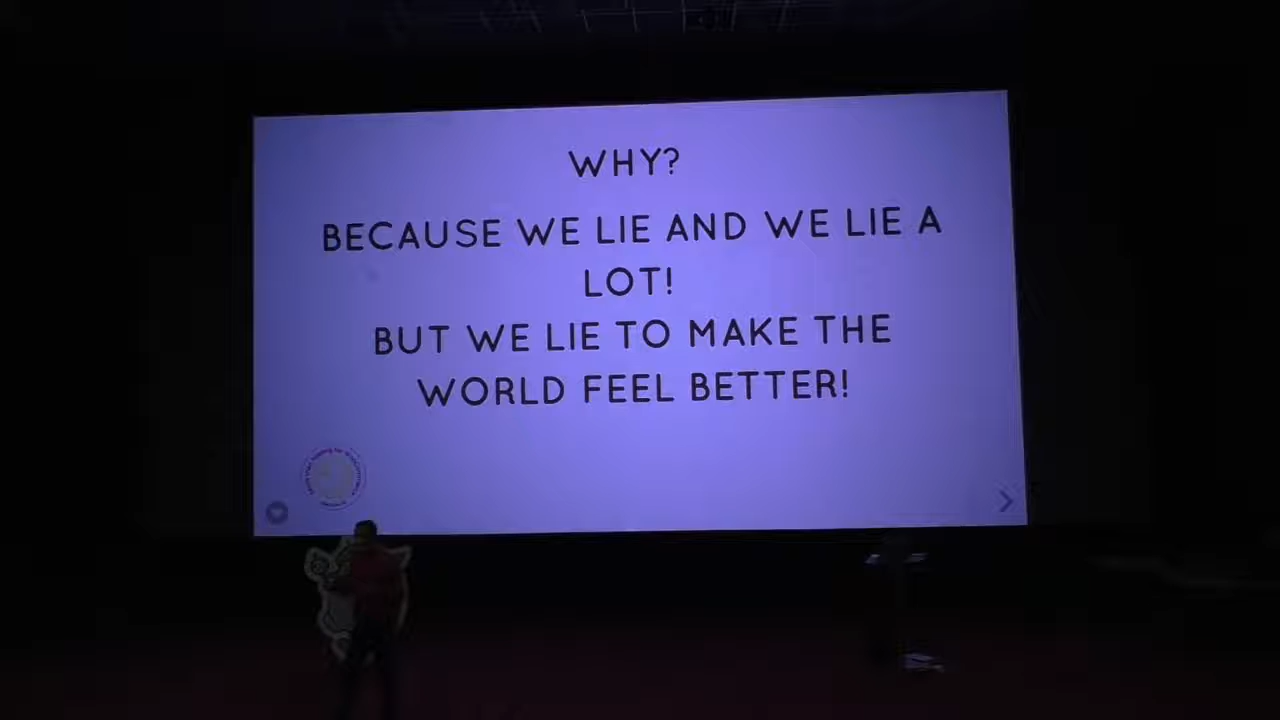 WHY?
BECAUSE WE LIE AND WE LIE A
LOT!
BUT WE LIE TO MAKE THE
WORLD FEEL BETTER!